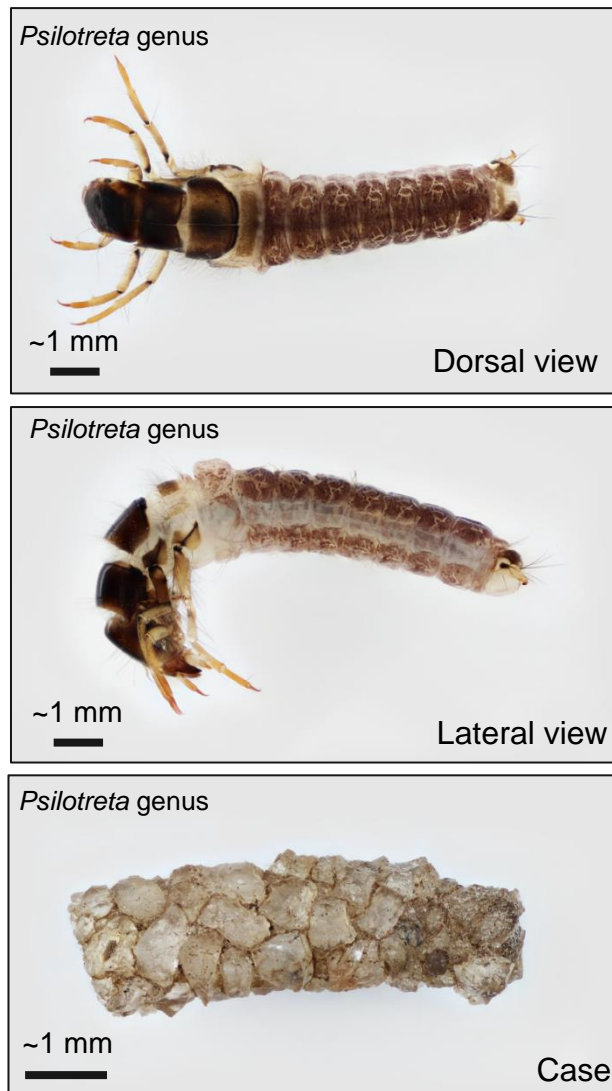 Psilotreta genus
~1 mm
Dorsal view
Psilotreta genus
~1 mm
Lateral view
Psilotreta genus
~1 mm
Case